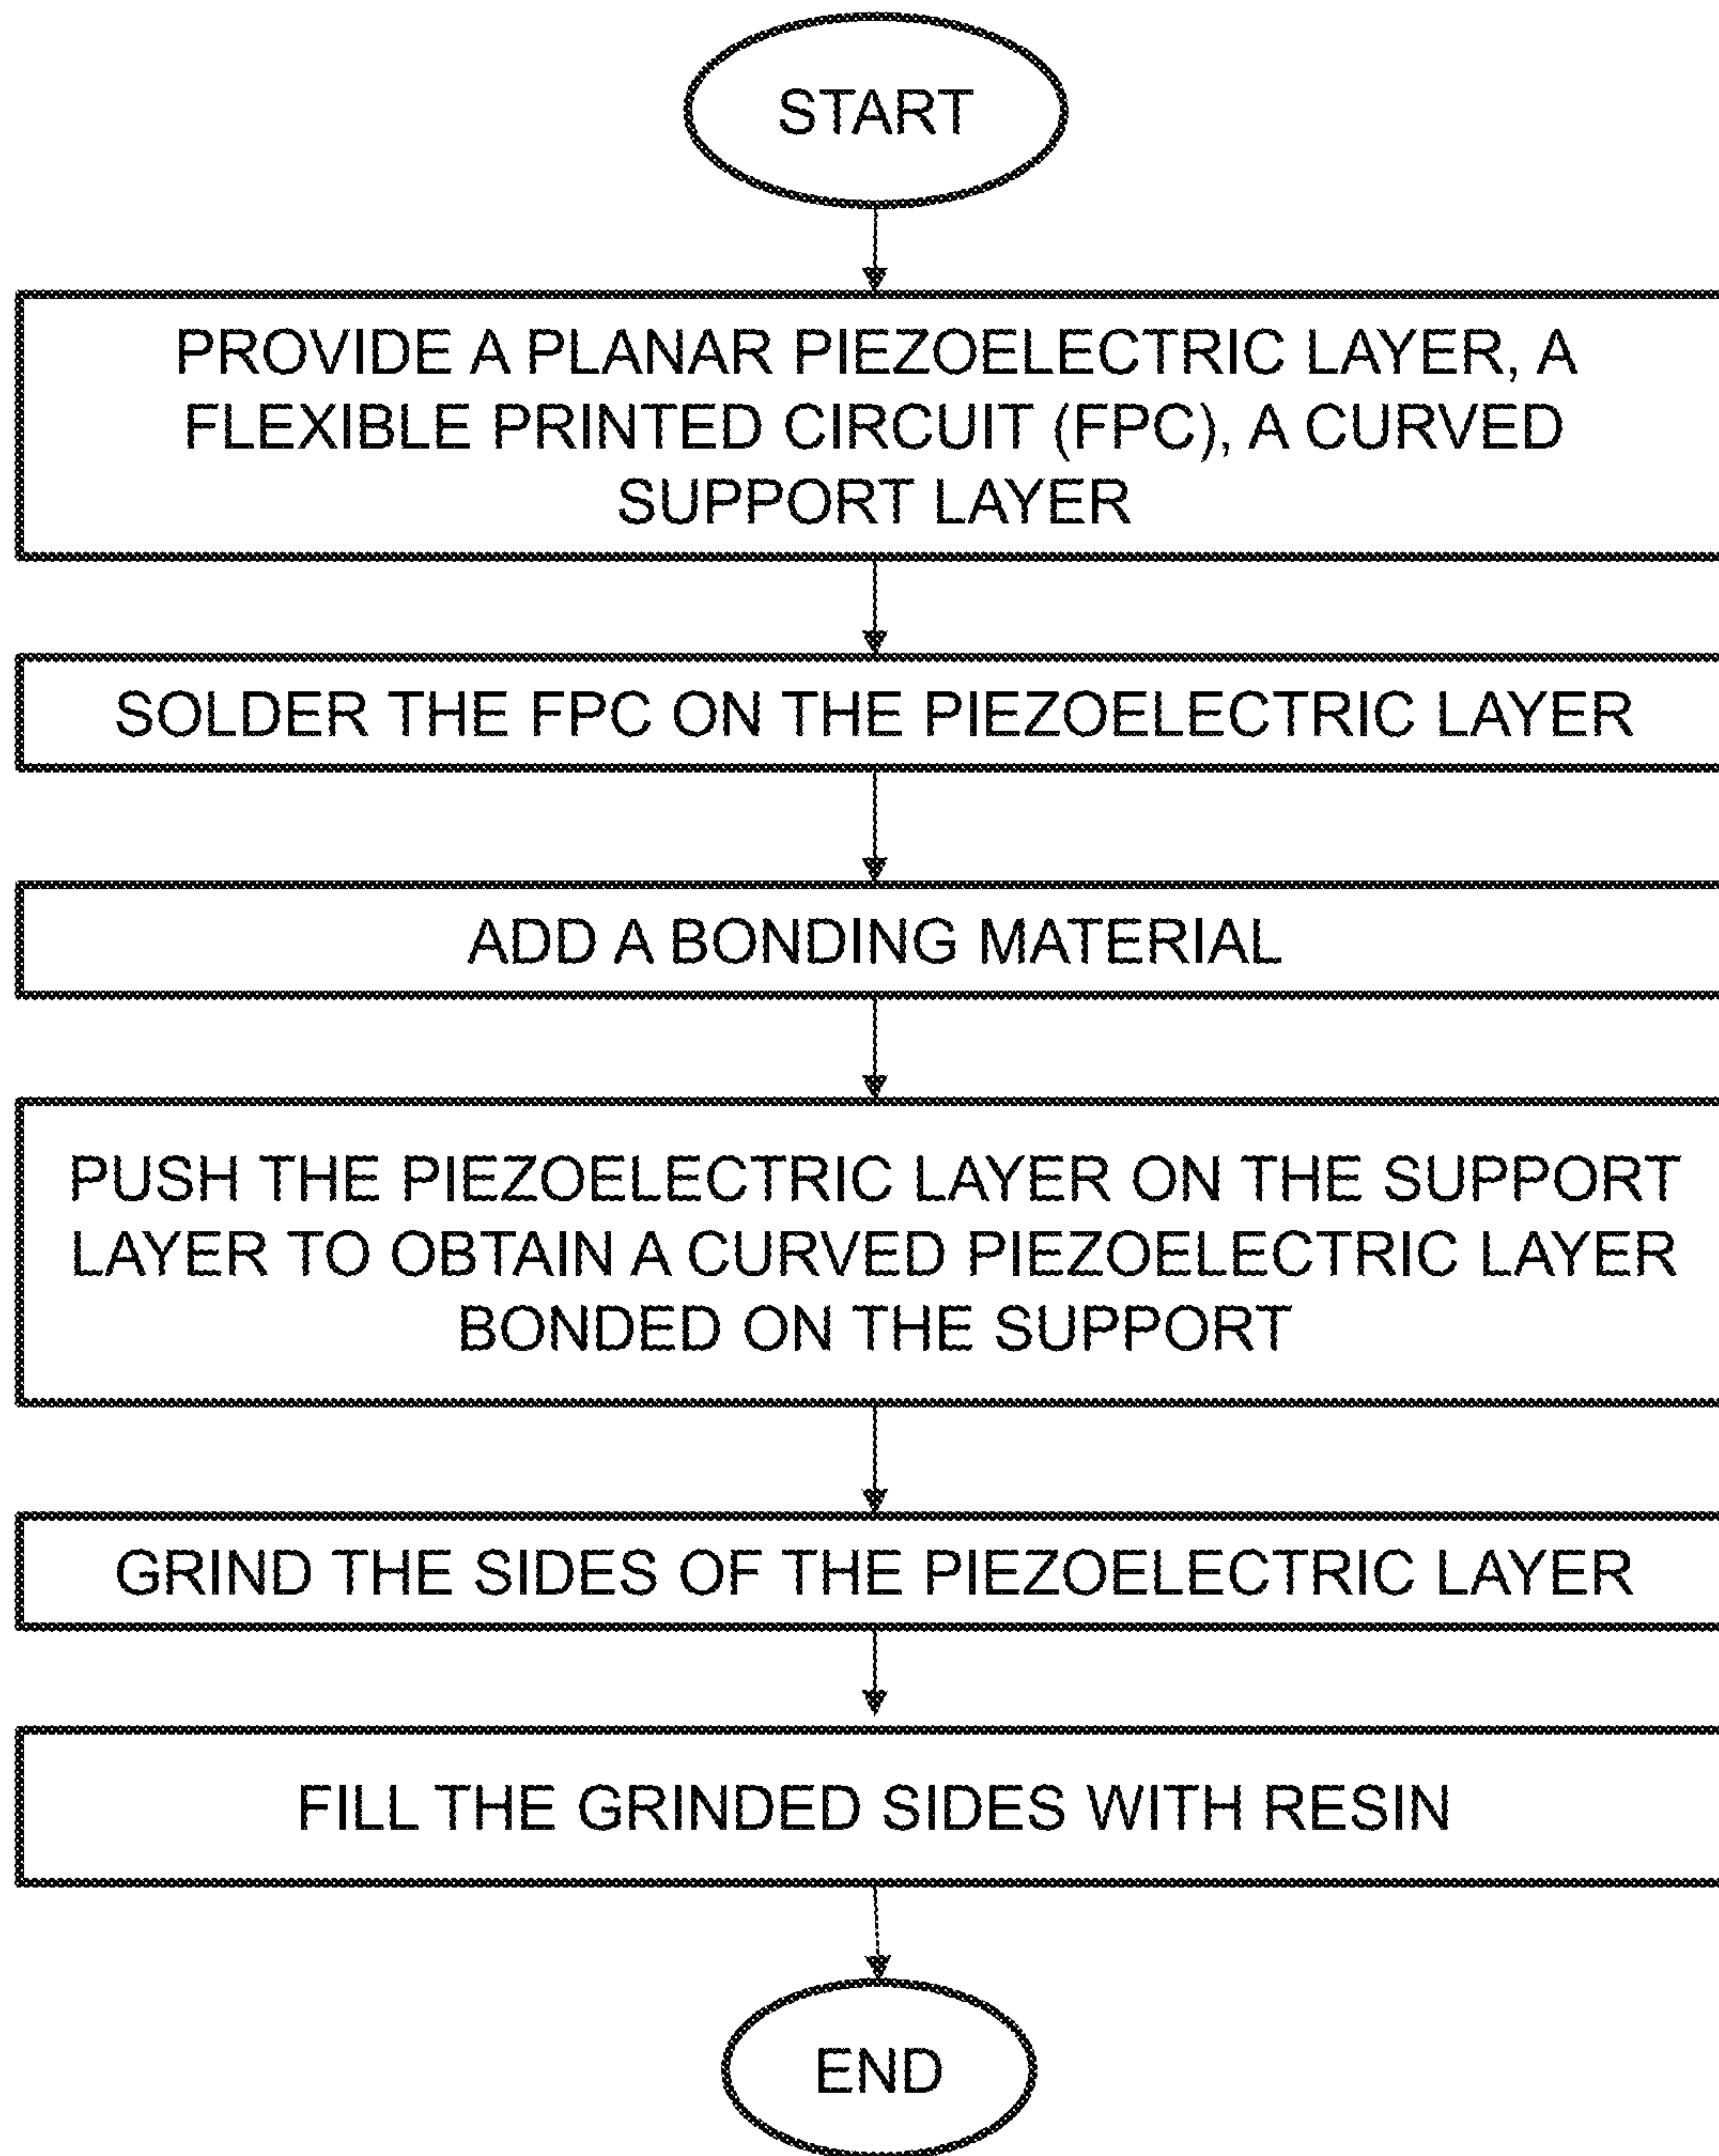 START
PROVIDE A PLANAR PIEZOELECTRIC LAYER, A
FLEXIBLE PRINTED CIRCUIT (FPC), A CURVED
SUPPORT LAYER
SOLDER THE FPC ON THE PIEZOELECTRIC LAYER
ADD A BONDING MATERIAL
PUSH THE PIEZOELECTRIC LAYER ON THE SUPPORT
LAYER TO OBTAIN A CURVED PIEZOELECTRIC LAYER
BONDED ON THE SUPPORT
GRIND THE SIDES OF THE PIEZOELECTRIC LAYER
FILL THE GRINDED SIDES WITH RESIN
END